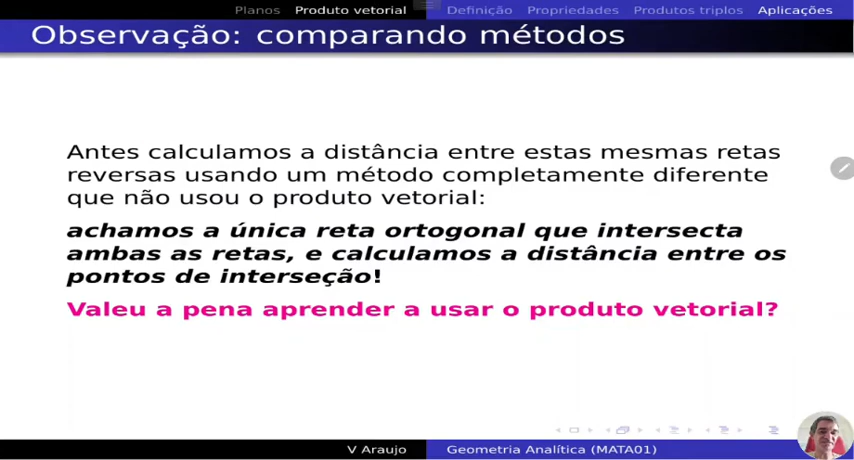 Planos Produto vetorial Definição Propriedades Produtos triplos Aplicações
Observação: comparando métodos
Antes calculamos a distância entre estas mesmas retas
reversas usando um método completamente diferente
que não usou o produto vetorial:
achamos a única reta ortogonal que intersecta
ambas as retas, e calculamos a distância entre os
pontos de interseção!
Valeu a pena aprender a usar o produto vetorial?
V Araujo Geometria Analítica (MATA01)